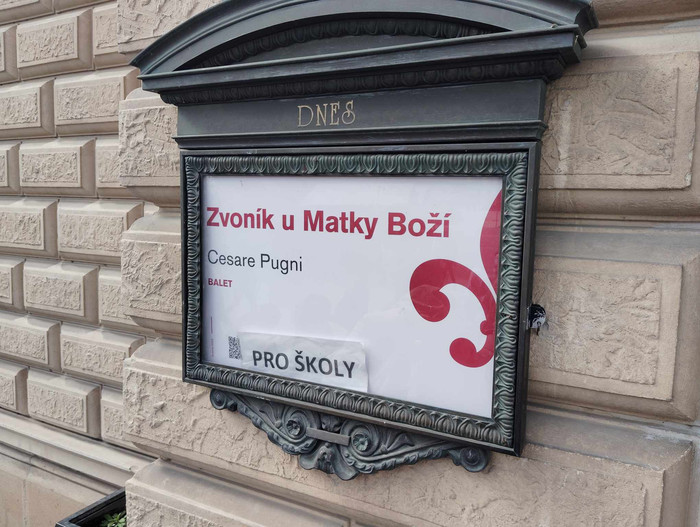 DNES
Zvoník u Matky Boží
Cesare Pugni
BALET
PRO ŠKOLY